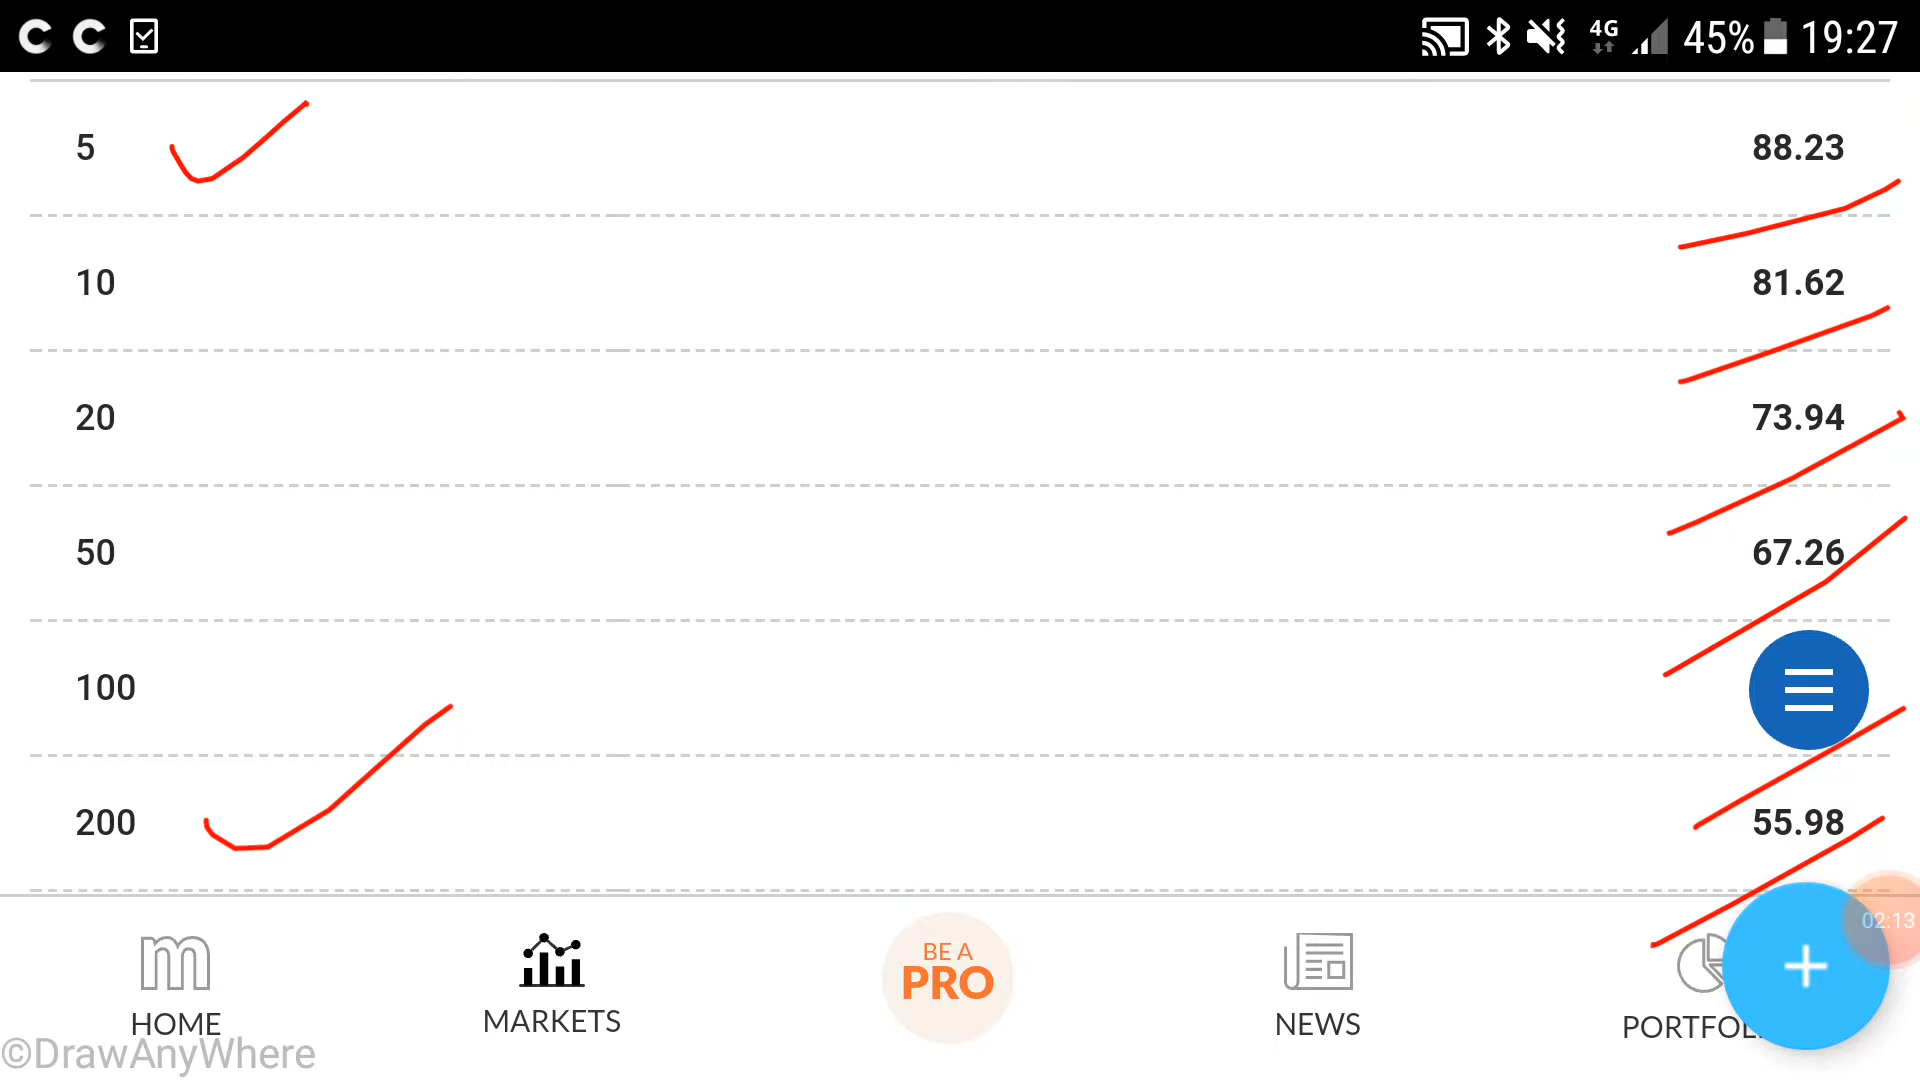 4G 45% 19:27
5 88.23
10 81.62
20 73.94
50 67.26
100
200 55.98
02:13
m BE A
PRO
HOME MARKETS NEWS
©DrawAnyWhere